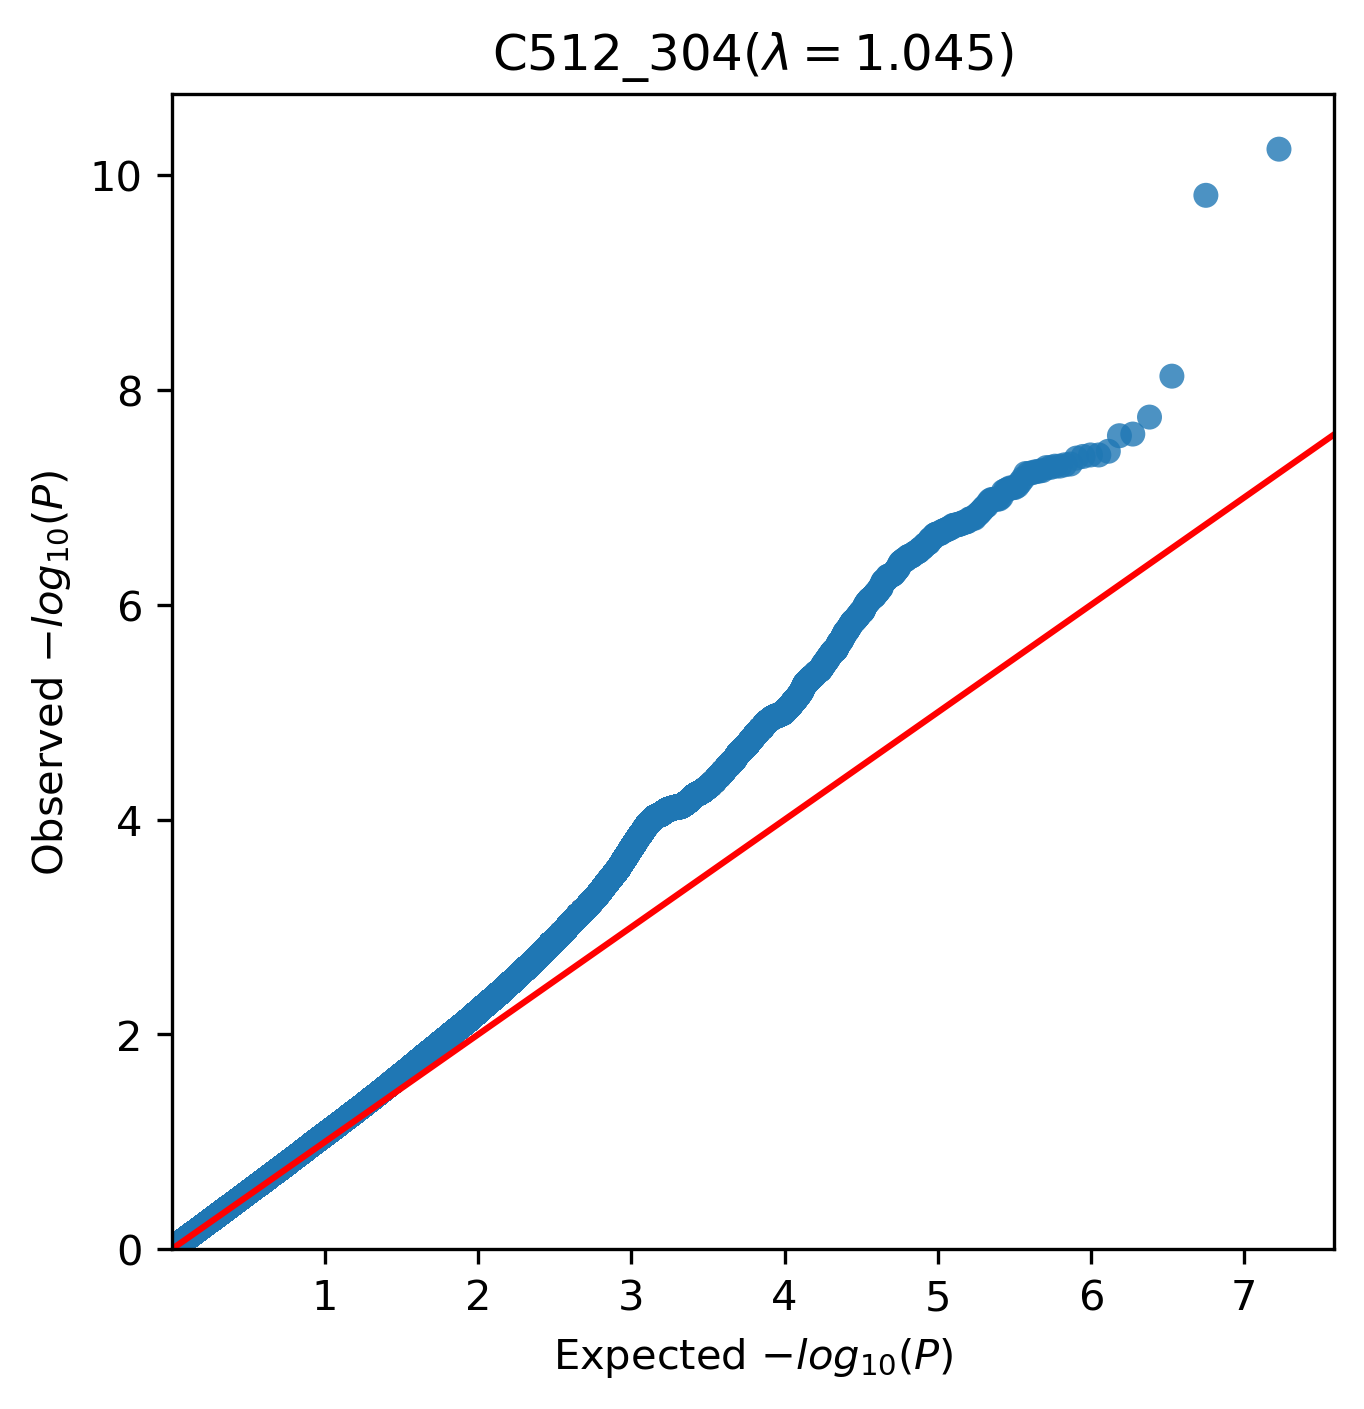 C512_304(λ = 1.045)
Observed −log₁₀(P)
10
8
6
4
2
0
1 2 3 4 5 6 7
Expected −log₁₀(P)